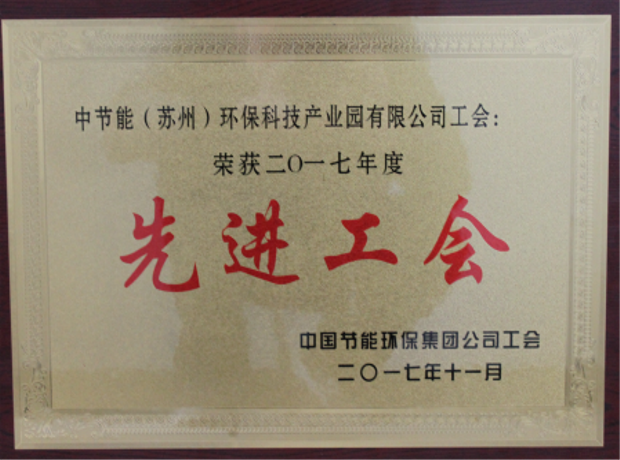 中节能（苏州）环保科技产业园有限公司工会：
荣获二〇一七年度
先进工会
中国节能环保集团公司工会
二〇一七年十一月